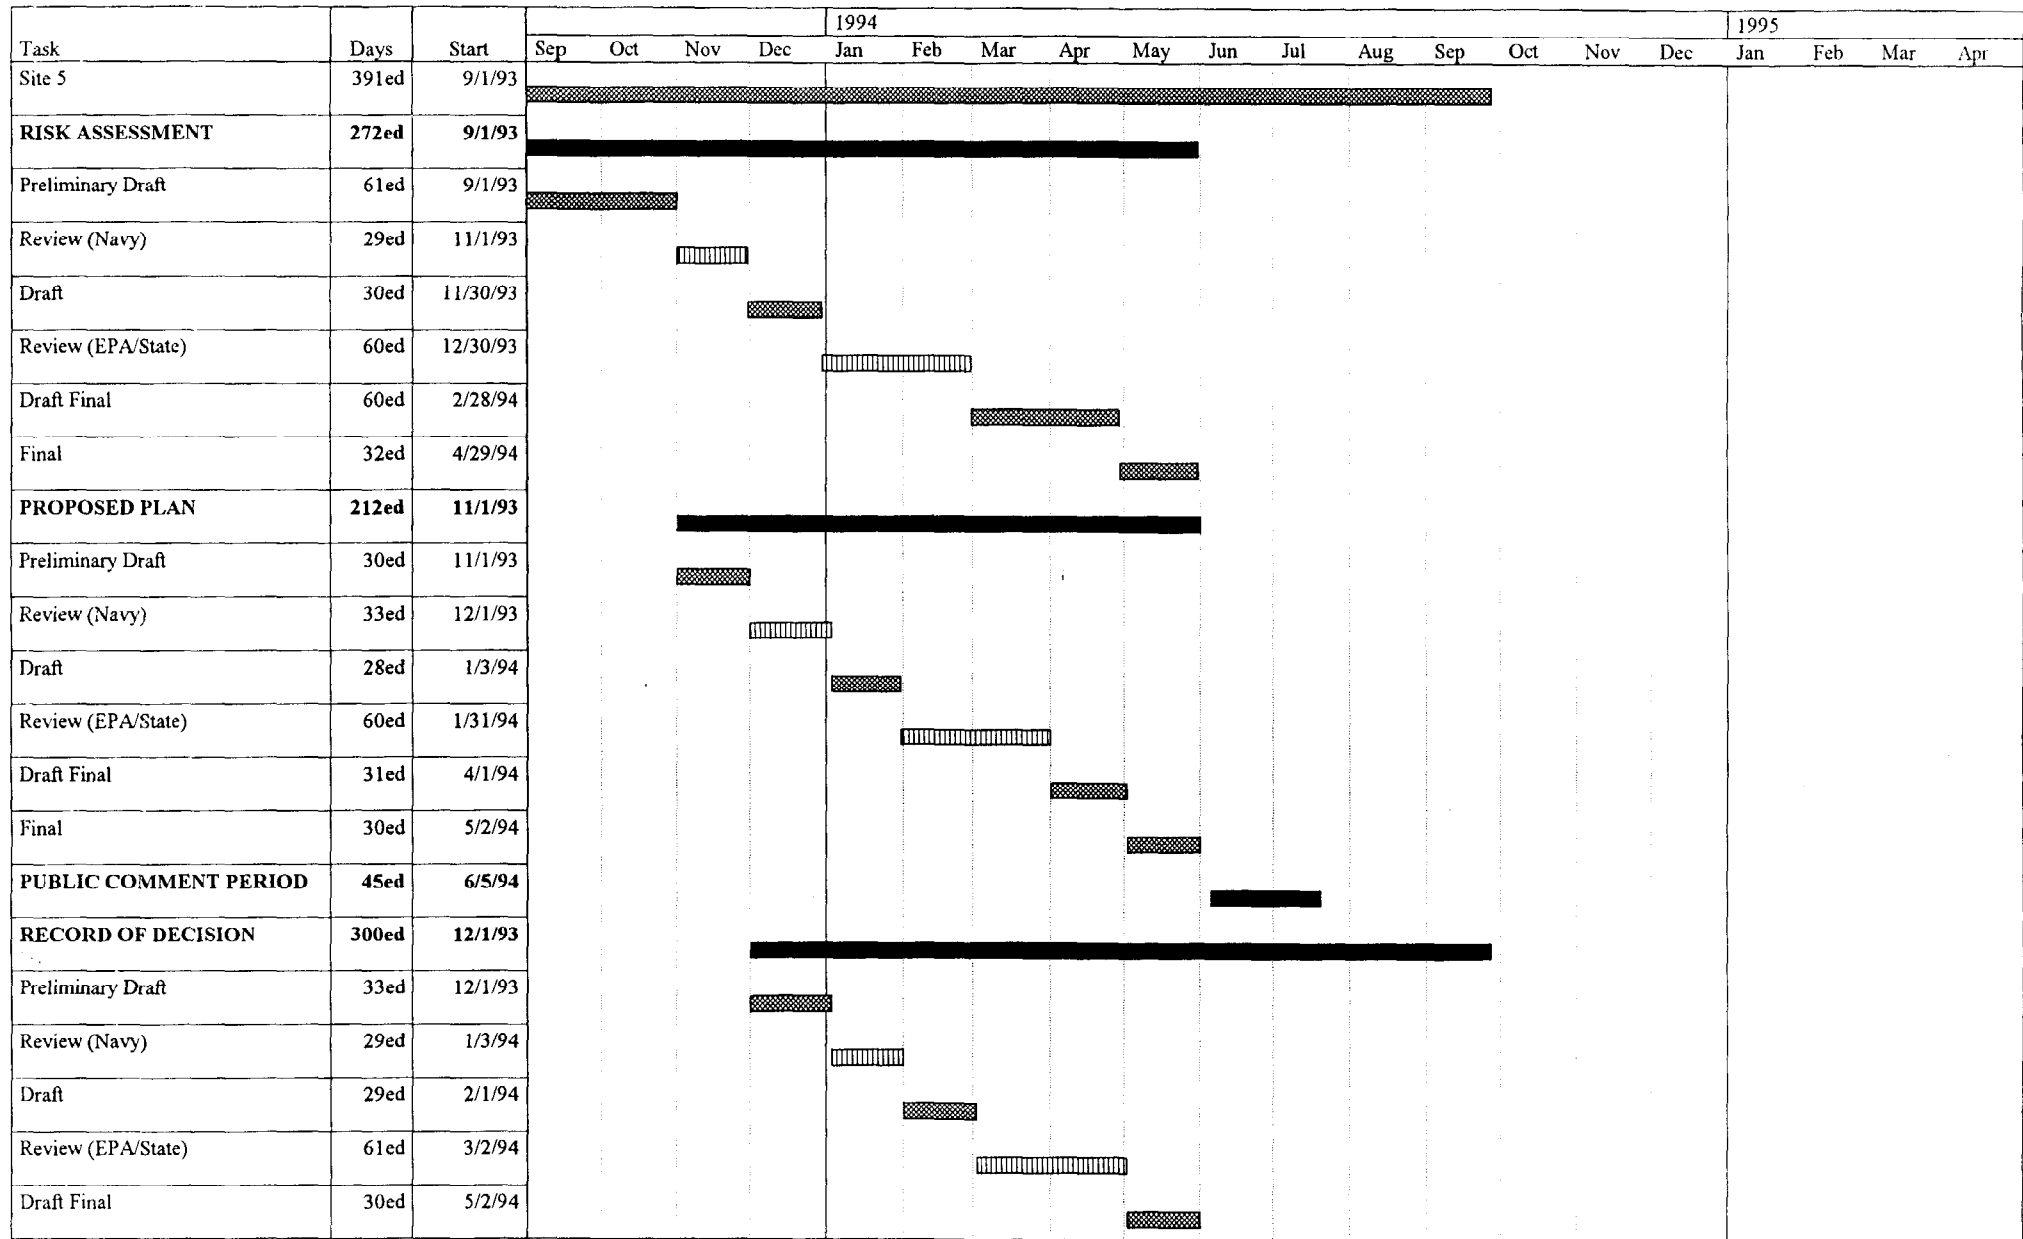 1994 1995
Task Days Start Sep Oct Nov Dec Jan Feb Mar Apr May Jun Jul Aug Sep Oct Nov Dec Jan Feb Mar Apr
Site 5 391ed 9/1/93
RISK ASSESSMENT 272ed 9/1/93
Preliminary Draft 61ed 9/1/93
Review (Navy) 29ed 11/1/93
Draft 30ed 11/30/93
Review (EPA/State) 60ed 12/30/93
Draft Final 60ed 2/28/94
Final 32ed 4/29/94
PROPOSED PLAN 212ed 11/1/93
Preliminary Draft 30ed 11/1/93
Review (Navy) 33ed 12/1/93
Draft 28ed 1/3/94
Review (EPA/State) 60ed 1/31/94
Draft Final 31ed 4/1/94
Final 30ed 5/2/94
PUBLIC COMMENT PERIOD 45ed 6/5/94
RECORD OF DECISION 300ed 12/1/93
Preliminary Draft 33ed 12/1/93
Review (Navy) 29ed 1/3/94
Draft 29ed 2/1/94
Review (EPA/State) 61ed 3/2/94
Draft Final 30ed 5/2/94